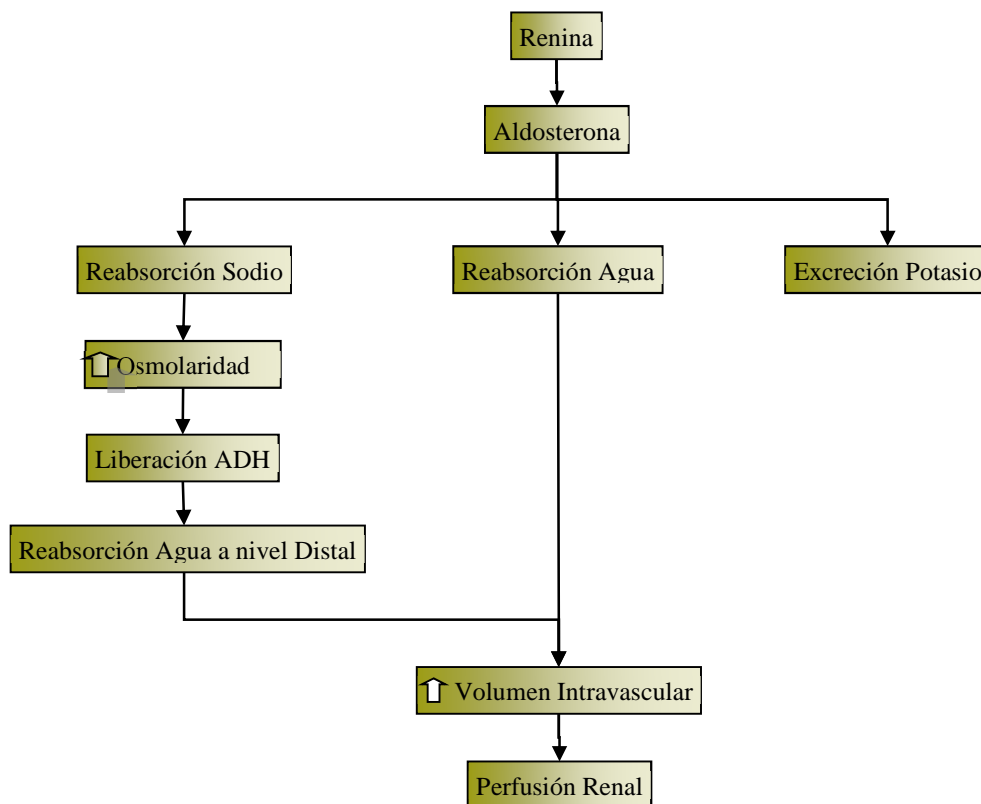 Renina
Aldosterona
Reabsorción Sodio
Reabsorción Agua
Excreción Potasio
Osmolaridad
Liberación ADH
Reabsorción Agua a nivel Distal
Volumen Intravascular
Perfusión Renal